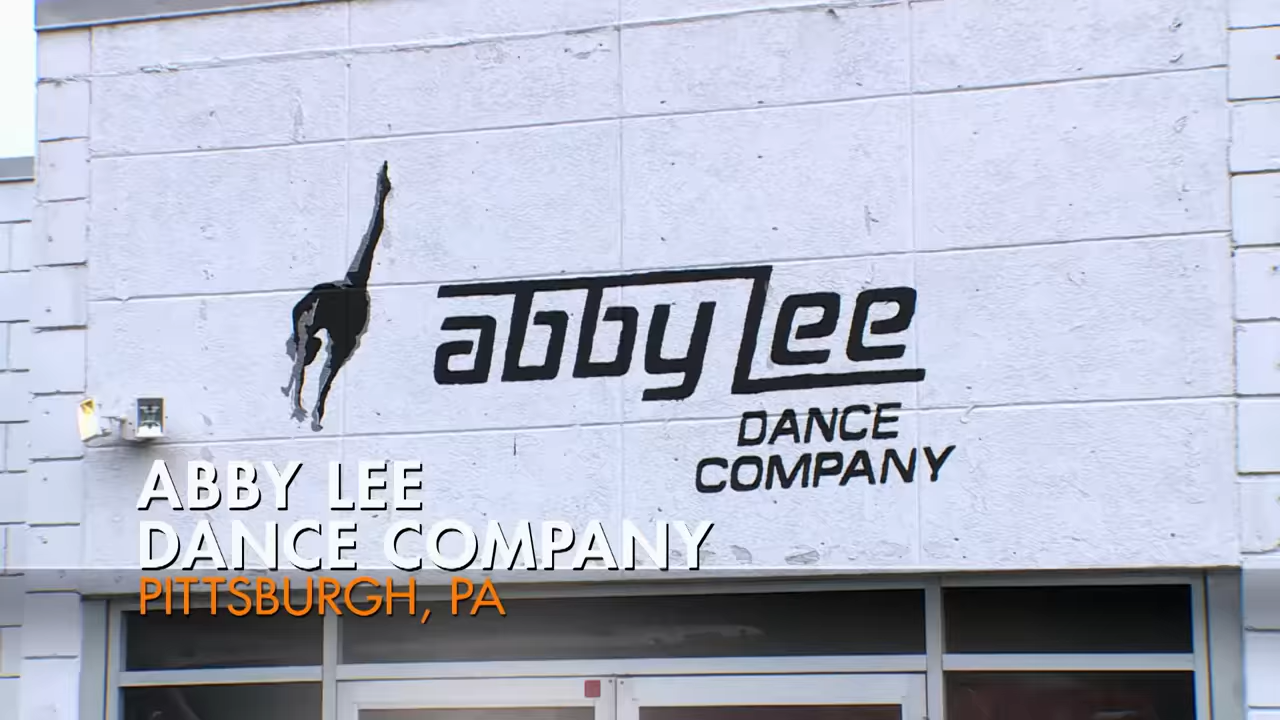 abby lee
DANCE
COMPANY
ABBY LEE
DANCE COMPANY
PITTSBURGH, PA